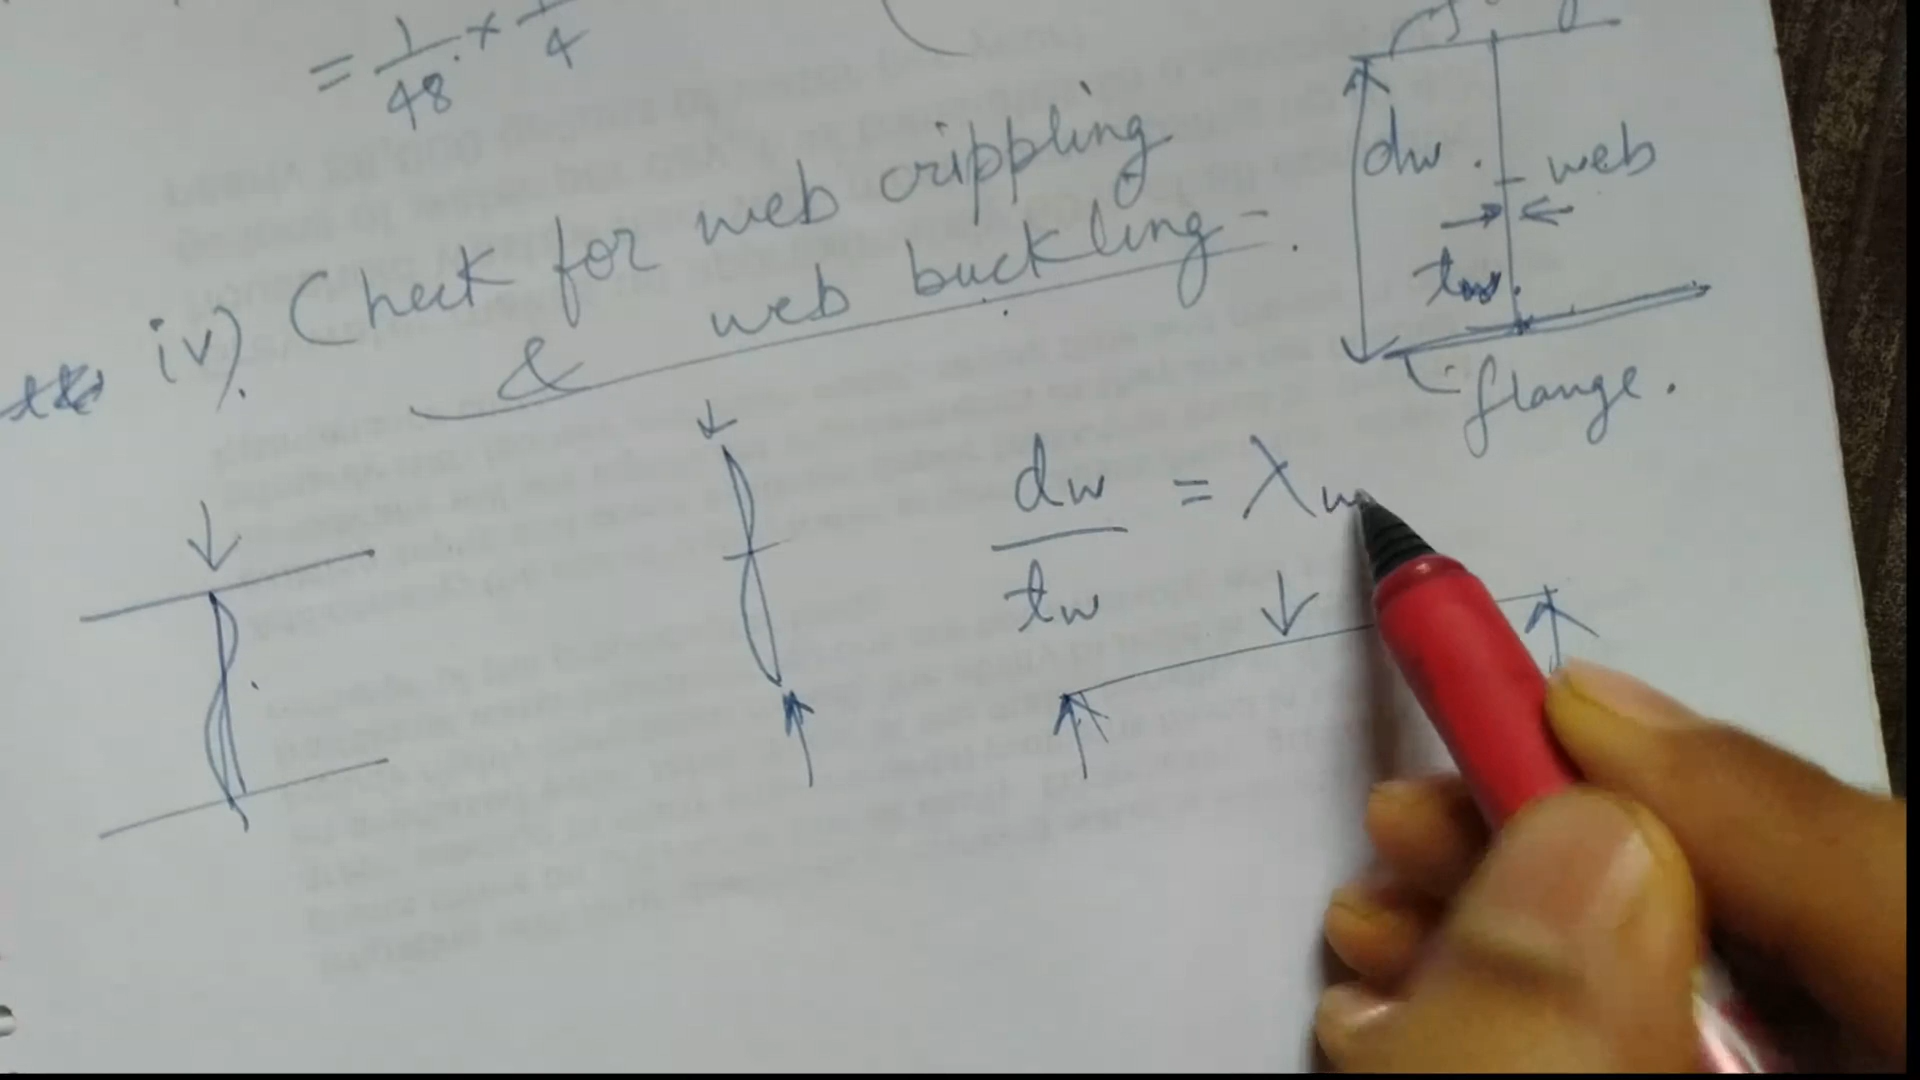 = 1/48 × 1/4
iv). Check for web crippling
& web buckling -
dw .
web
tw.
flange.
dw/tw = λw